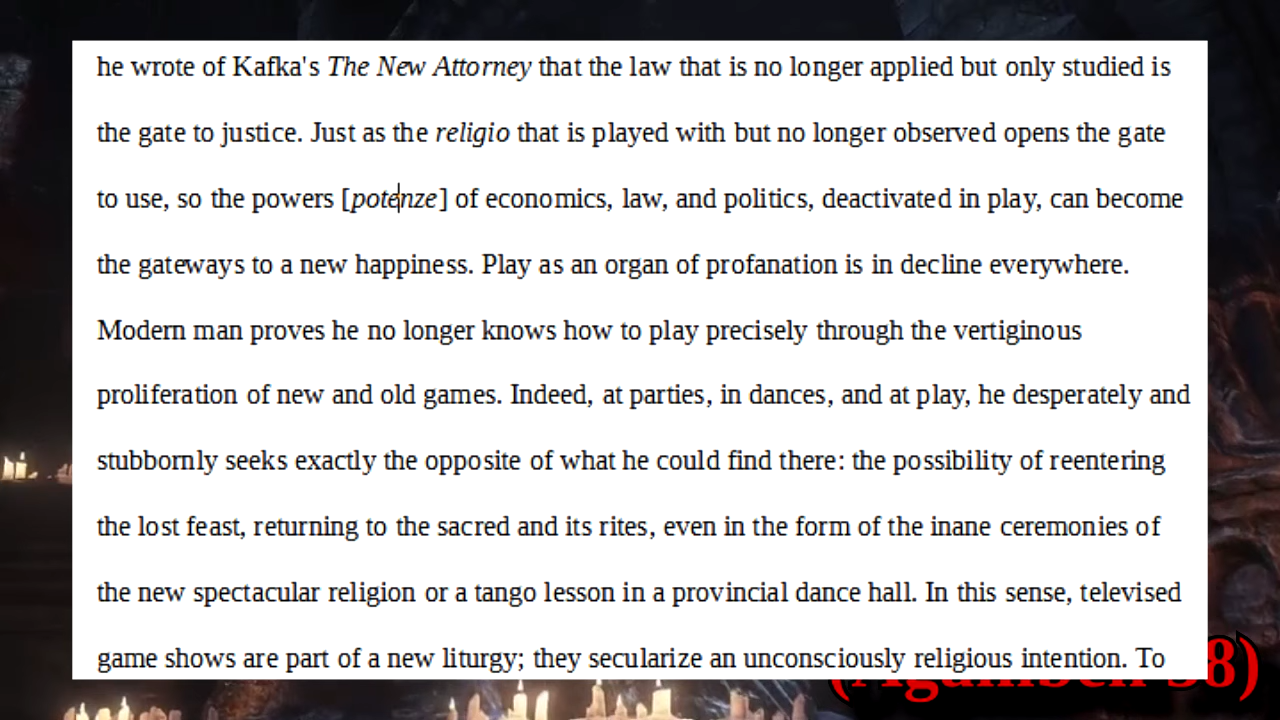 he wrote of Kafka's The New Attorney that the law that is no longer applied but only studied is
the gate to justice. Just as the religio that is played with but no longer observed opens the gate
to use, so the powers [potenze] of economics, law, and politics, deactivated in play, can become
the gateways to a new happiness. Play as an organ of profanation is in decline everywhere.
Modern man proves he no longer knows how to play precisely through the vertiginous
proliferation of new and old games. Indeed, at parties, in dances, and at play, he desperately and
stubbornly seeks exactly the opposite of what he could find there: the possibility of reentering
the lost feast, returning to the sacred and its rites, even in the form of the inane ceremonies of
the new spectacular religion or a tango lesson in a provincial dance hall. In this sense, televised
game shows are part of a new liturgy; they secularize an unconsciously religious intention. To